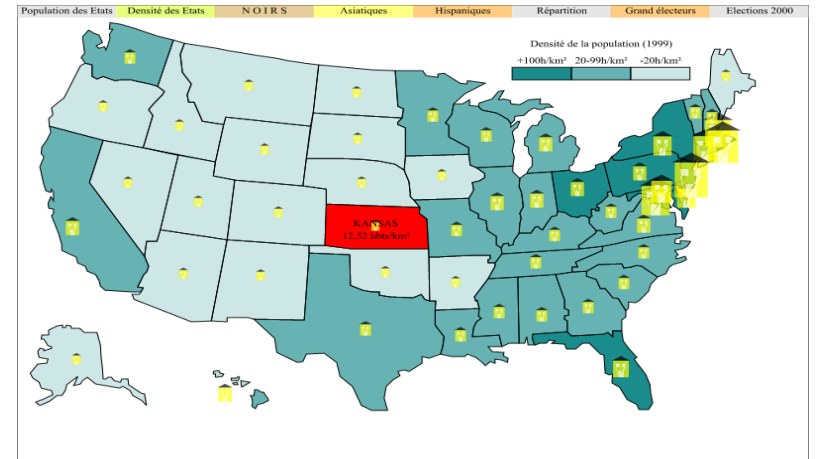 Population des Etats
Densité des Etats
N O I R S
Asiatiques
Hispaniques
Répartition
Grand électeurs
Elections 2000
Densité de la population (1999)
+100h/km² 20-99h/km² -20h/km²
KANSAS
12.52 hbts/km²